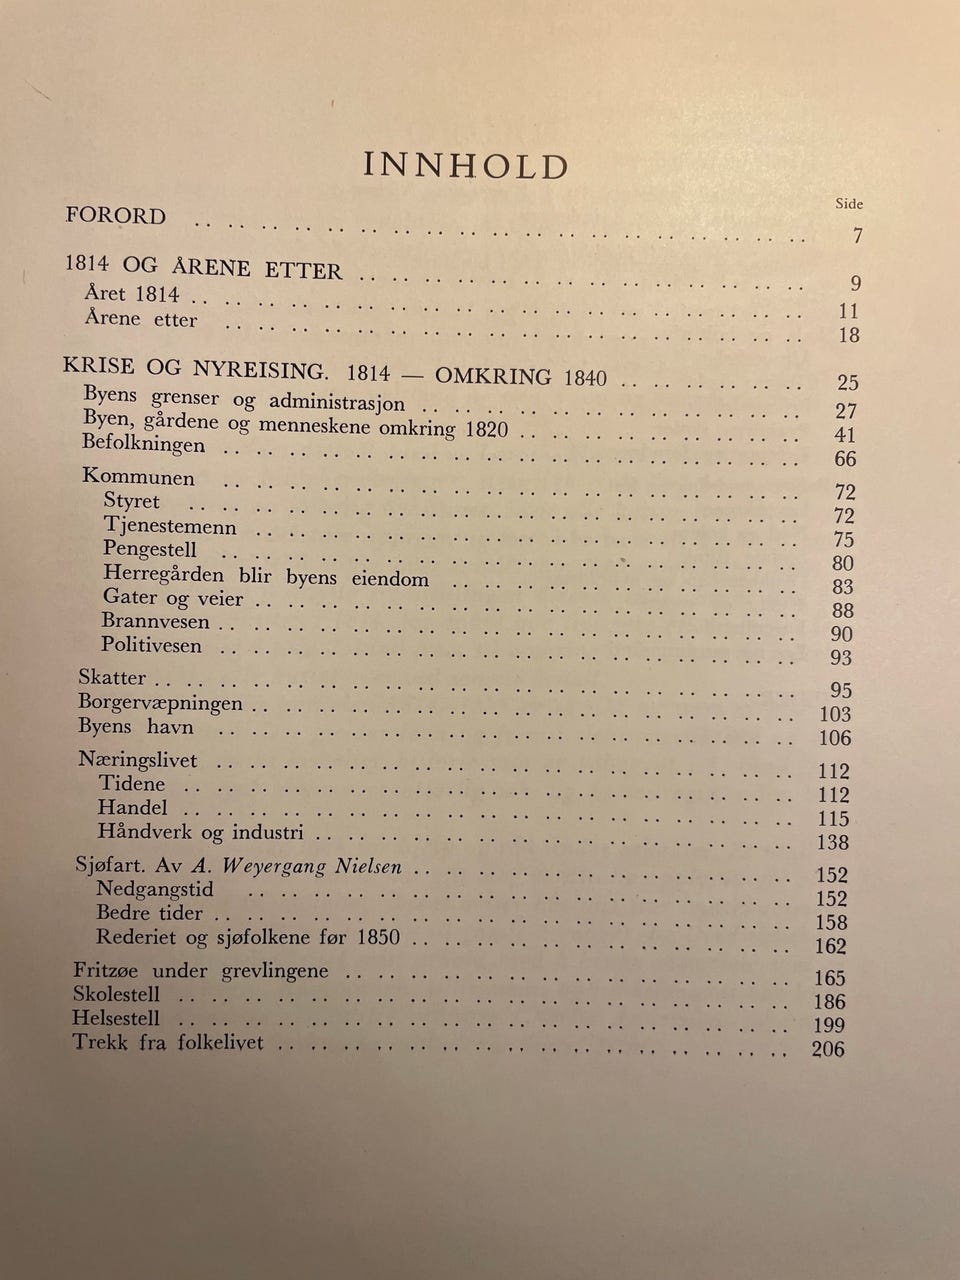 INNHOLD
Side
FORORD .................... 7
1814 OG ÅRENE ETTER .................... 9
Året 1814 .................... 11
Årene etter .................... 18
KRISE OG NYREISING. 1814 — OMKRING 1840 .................... 25
Byens grenser og administrasjon .................... 27
Byen, gårdene og menneskene omkring 1820 .................... 41
Befolkningen .................... 66
Kommunen .................... 72
Styret .................... 72
Tjenestemenn .................... 75
Pengestell .................... 80
Herregården blir byens eiendom .................... 83
Gater og veier .................... 88
Brannvesen .................... 90
Politivesen .................... 93
Skatter .................... 95
Borgervæpningen .................... 103
Byens havn .................... 106
Næringslivet .................... 112
Tidene .................... 112
Handel .................... 115
Håndverk og industri .................... 138
Sjøfart. Av A. Weyergang Nielsen .................... 152
Nedgangstid .................... 152
Bedre tider .................... 158
Rederiet og sjøfolkene før 1850 .................... 162
Fritzøe under grevlingene .................... 165
Skolestell .................... 186
Helsestell .................... 199
Trekk fra folkelivet .................... 206